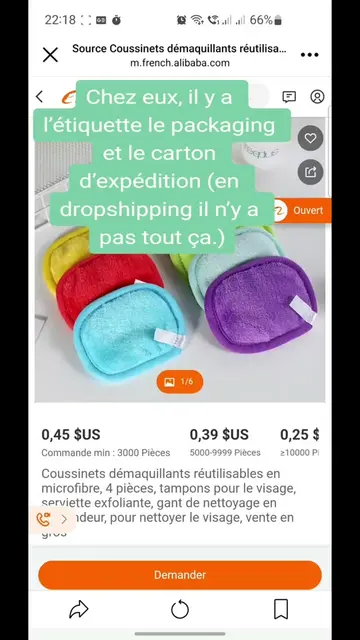 22:18
66%
Source Coussinets démaquillants réutilisa...
m.french.alibaba.com
Chez eux, il y a
l'étiquette le packaging
et le carton
d'expédition (en
dropshipping il n'y a
pas tout ça.)
Ouvert
1/6
0,45 $US
0,39 $US
0,25 $
Commande min : 3000 Pièces
5000-9999 Pièces
≥10000 P
Coussinets démaquillants réutilisables en
microfibre, 4 pièces, tampons pour le visage,
serviette exfoliante, gant de nettoyage en
ndeur, pour nettoyer le visage, vente en
gros
Demander